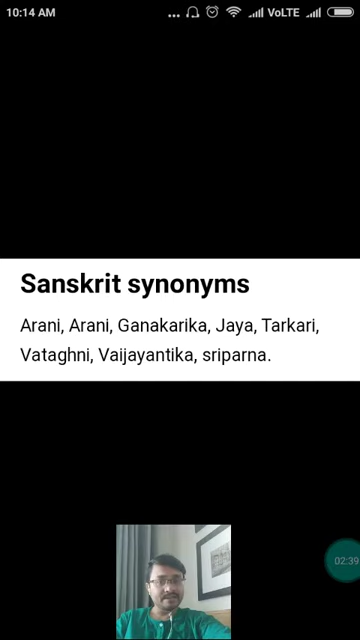 10:14 AM ... VoLTE
Sanskrit synonyms
Arani, Arani, Ganakarika, Jaya, Tarkari,
Vataghni, Vaijayantika, sriparna.
02:39